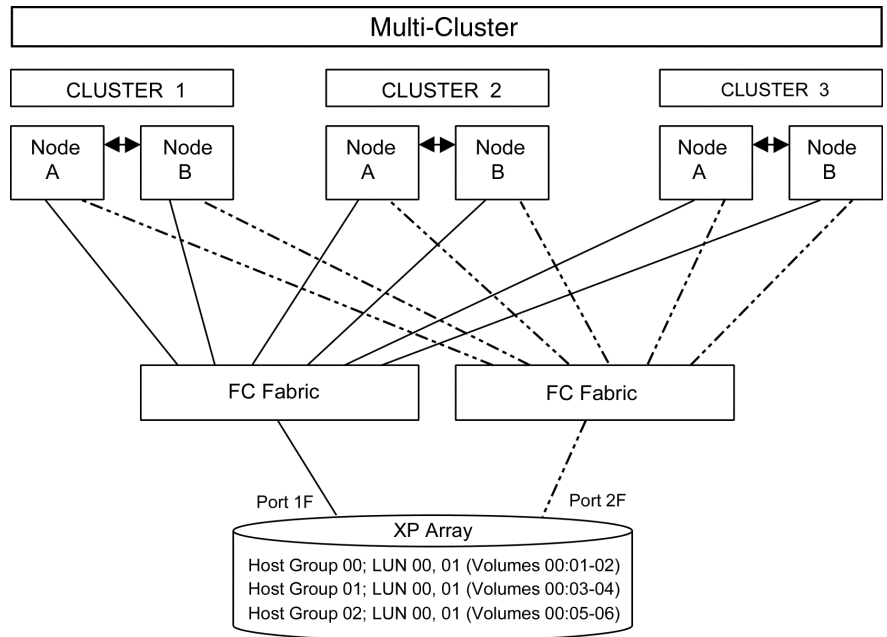 Multi-Cluster
CLUSTER 1
CLUSTER 2
CLUSTER 3
Node A
Node B
Node A
Node B
Node A
Node B
FC Fabric
FC Fabric
Port 1F
Port 2F
XP Array
Host Group 00; LUN 00, 01 (Volumes 00:01-02)
Host Group 01; LUN 00, 01 (Volumes 00:03-04)
Host Group 02; LUN 00, 01 (Volumes 00:05-06)